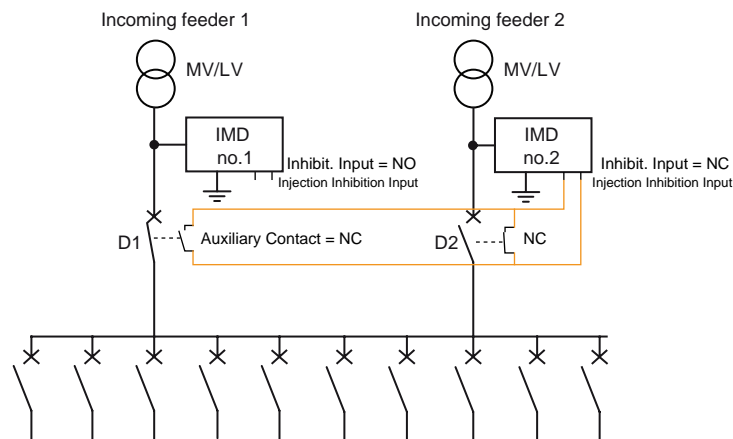 Incoming feeder 1
Incoming feeder 2
MV/LV
MV/LV
IMD
no.1
IMD
no.2
Inhibit. Input = NO
Injection Inhibition Input
Inhibit. Input = NC
Injection Inhibition Input
D1
Auxiliary Contact = NC
D2
NC